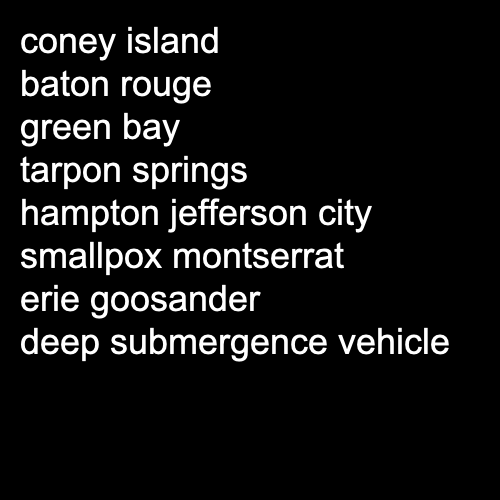 coney island
baton rouge
green bay
tarpon springs
hampton jefferson city
smallpox montserrat
erie goosander
deep submergence vehicle